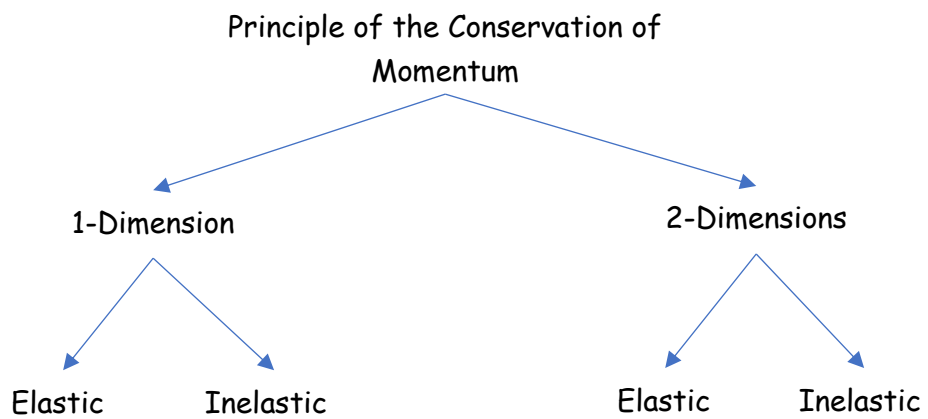 Principle of the Conservation of
Momentum
1-Dimension
2-Dimensions
Elastic
Inelastic
Elastic
Inelastic